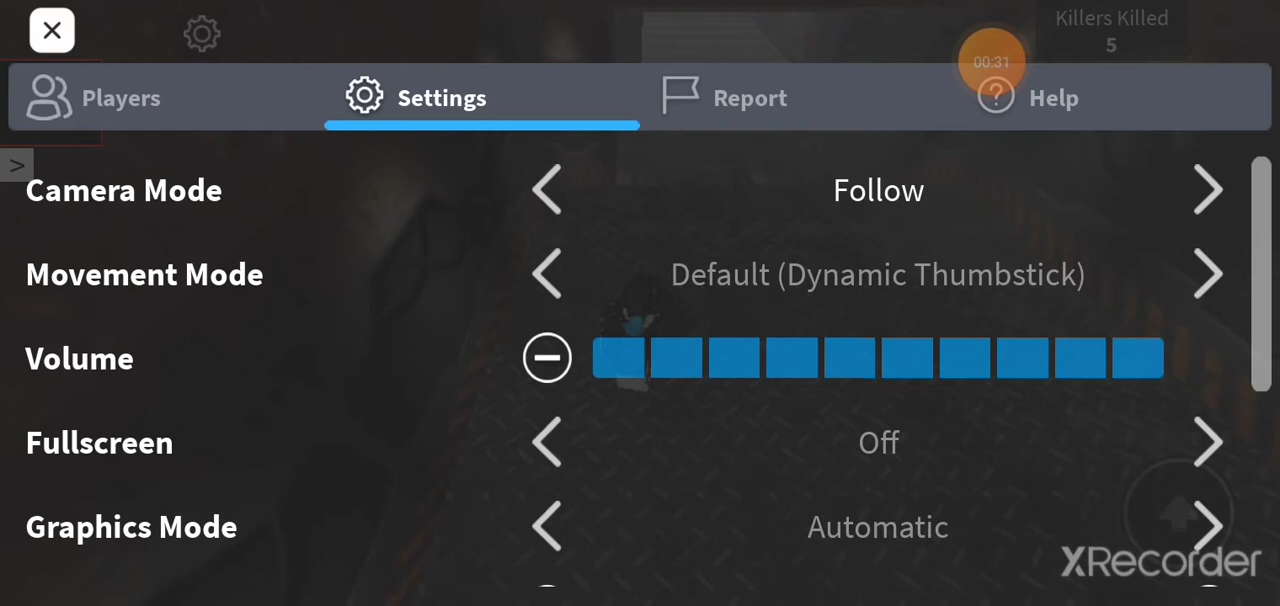 Killers Killed
5
00:31
Players
Settings
Report
? Help
>
Camera Mode
Follow
Movement Mode
Default (Dynamic Thumbstick)
Volume
Fullscreen
Off
Graphics Mode
Automatic
XRecorder